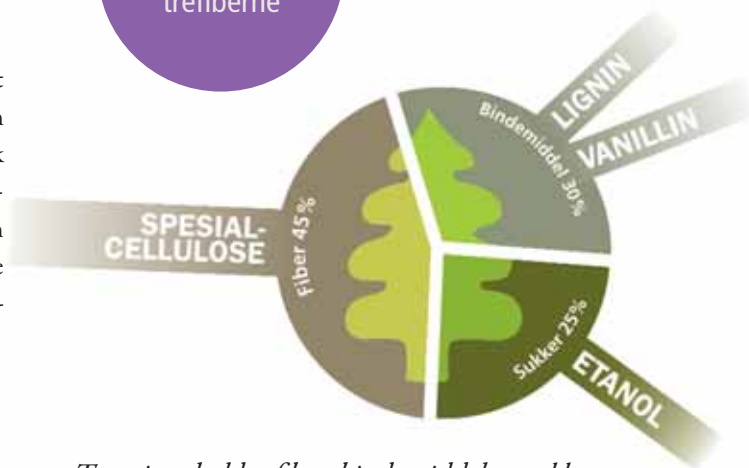 trefiberne
LIGNIN
Bindemiddel 30%
VANILLIN
SPESIAL-
CELLULOSE
Fiber 45%
Sukker 25%
ETANOL